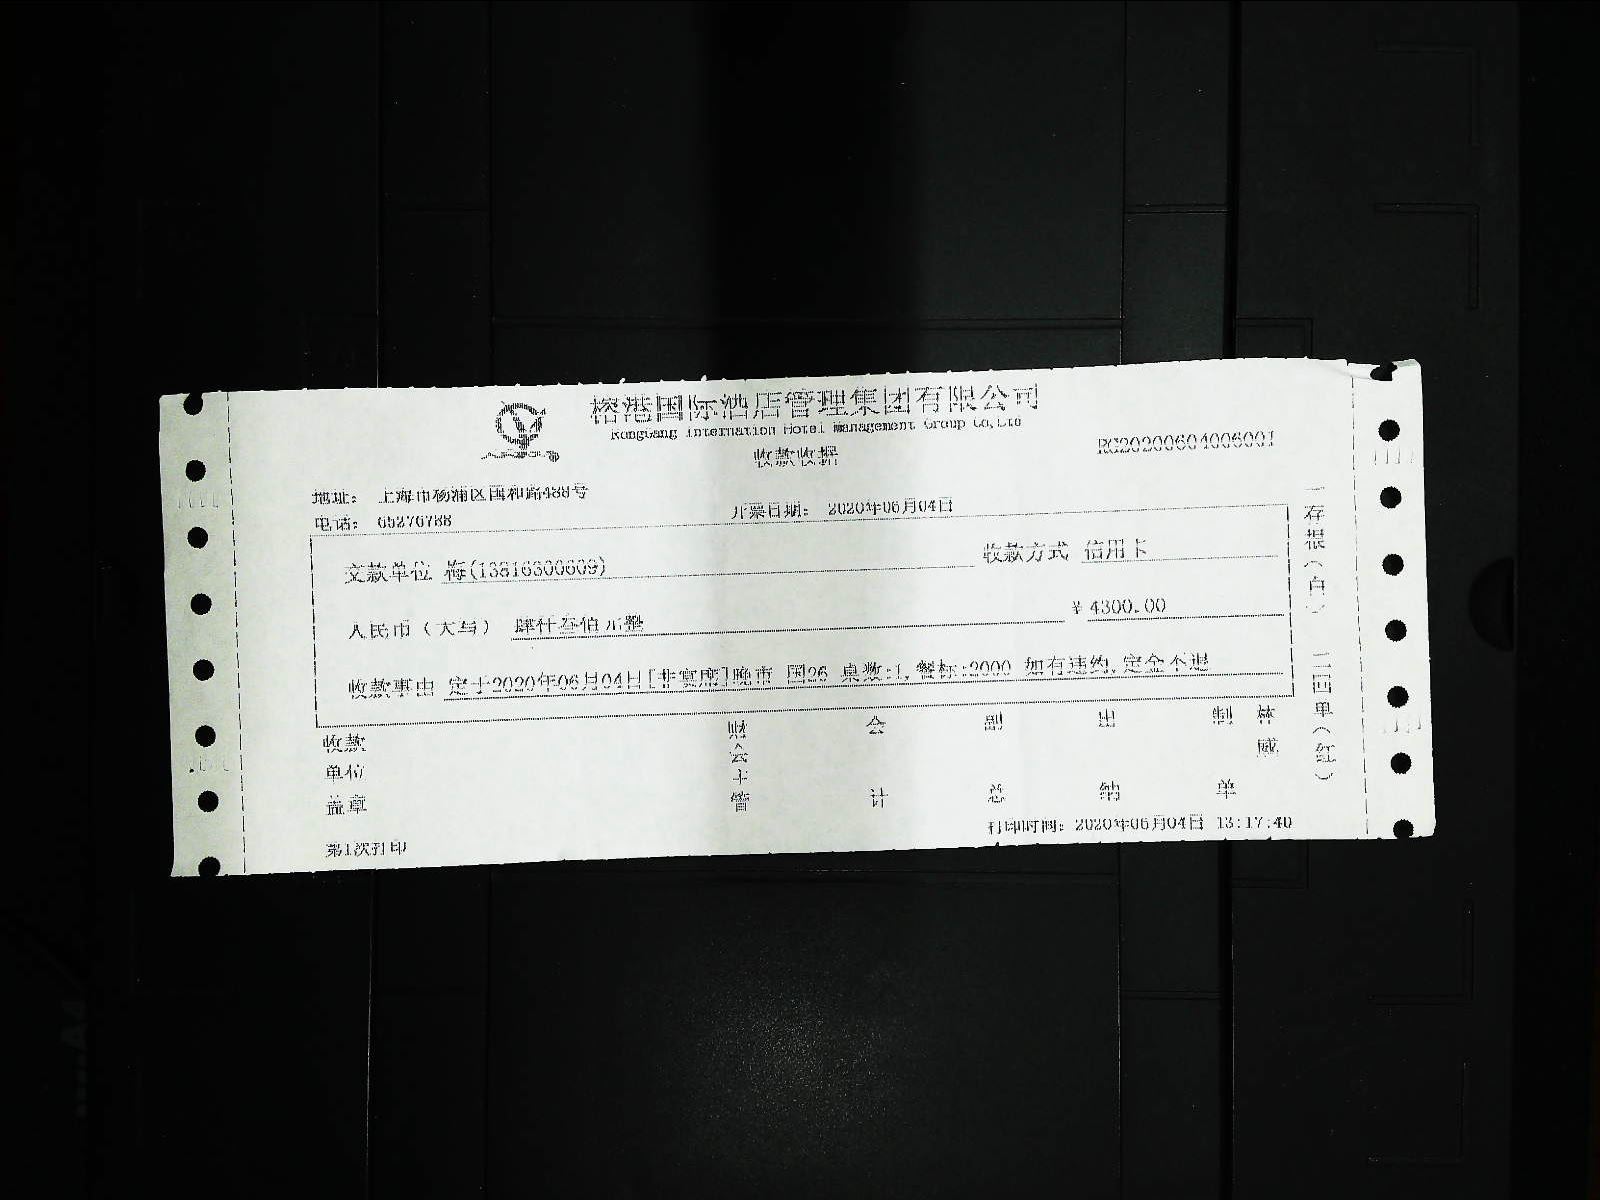 榕港国际酒店管理集团有限公司
RongGang Internation Hotel Management Group Co,Ltd
收款收据
RG20200604006001
地址： 上海市杨浦区国和路488号
电话： 65276788
开票日期： 2020年06月04日
交款单位 梅(13816300609)
收款方式 信用卡
人民币（大写） 肆仟叁佰元整
￥4300.00
收款事由 定于2020年06月04日[非宴席]晚市 国26 桌数:1,餐标:2000 如有违约,定金不退
收款单位盖章
财会主管
会计
副总
出纳
制单
林威
打印时间：2020年06月04日 13:17:40
第1次打印
一存根（白） 二回单（红）